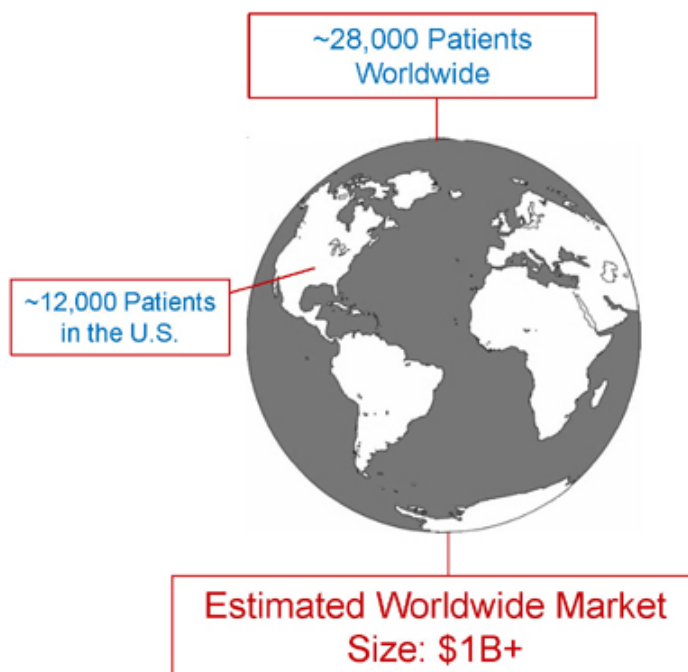 ~28,000 Patients
Worldwide
~12,000 Patients
in the U.S.
Estimated Worldwide Market
Size: $1B+